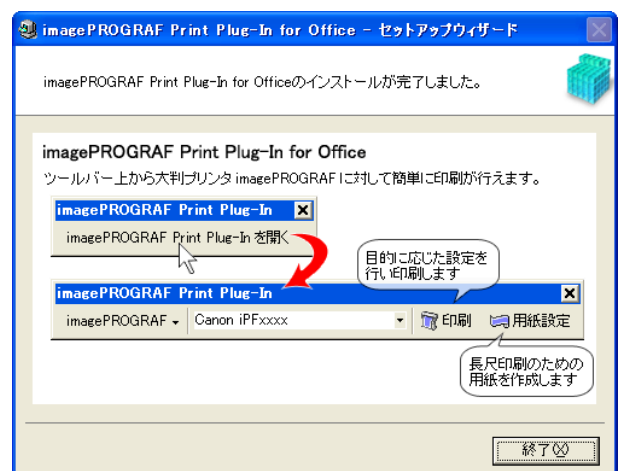 imagePROGRAF Print Plug-In for Office - セットアップウィザード
imagePROGRAF Print Plug-In for Officeのインストールが完了しました。
imagePROGRAF Print Plug-In for Office
ツールバー上から大判プリンタ imagePROGRAF に対して簡単に印刷が行えます。
imagePROGRAF Print Plug-In
imagePROGRAF Print Plug-In を開く
目的に応じた設定を
行い印刷します
imagePROGRAF Print Plug-In
imagePROGRAF Canon iPFxxxx 印刷 用紙設定
長尺印刷のための
用紙を作成します
終了(X)